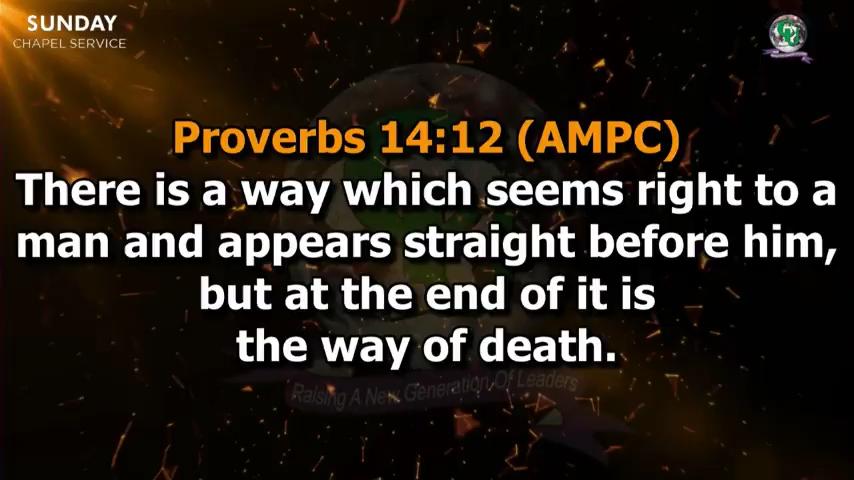 SUNDAY
CHAPEL SERVICE
CU
Proverbs 14:12 (AMPC)
There is a way which seems right to a
man and appears straight before him,
but at the end of it is
the way of death.
Raising A New Generation Of Leaders